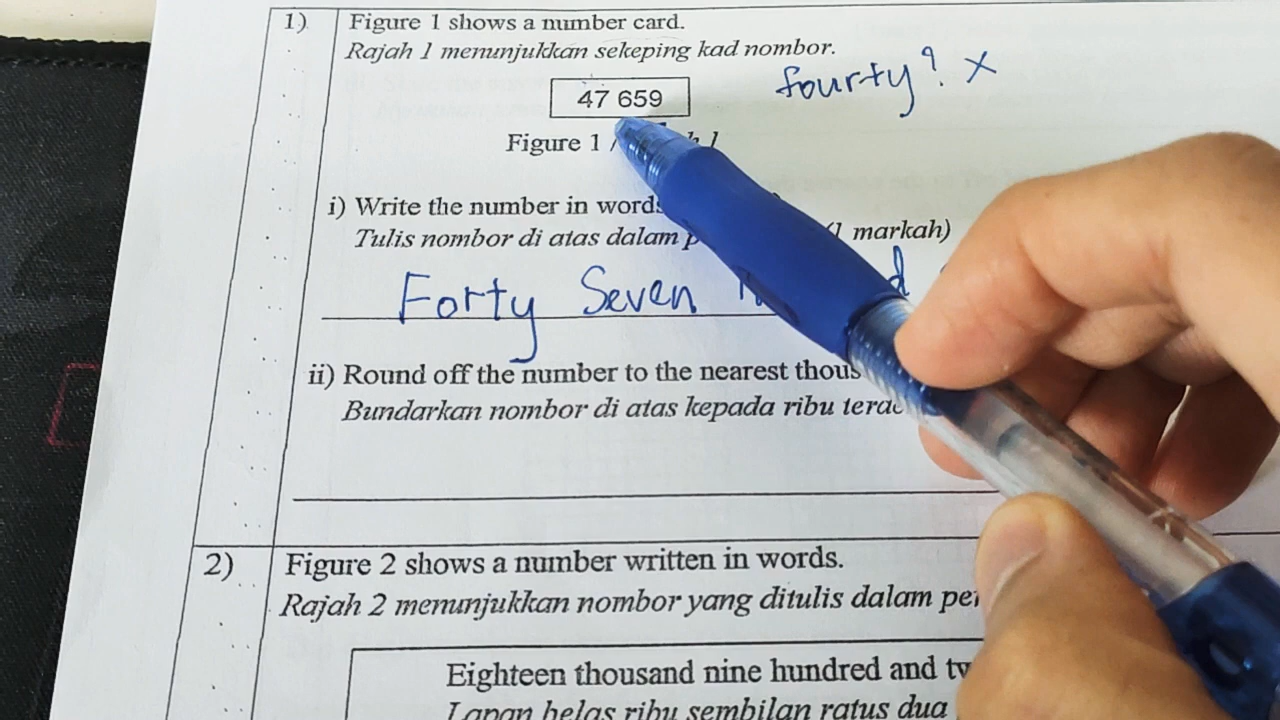 1) Figure 1 shows a number card.
Rajah 1 menunjukkan sekeping kad nombor.
fourty? x
47 659
Figure 1 /
i) Write the number in words
Tulis nombor di atas dalam
(1 markah)
Forty Seven
ii) Round off the number to the nearest thous
Bundarkan nombor di atas kepada ribu
2) Figure 2 shows a number written in words.
Rajah 2 menunjukkan nombor yang ditulis dalam
Eighteen thousand nine hundred and
Lapan belas ribu sembilan ratus dua